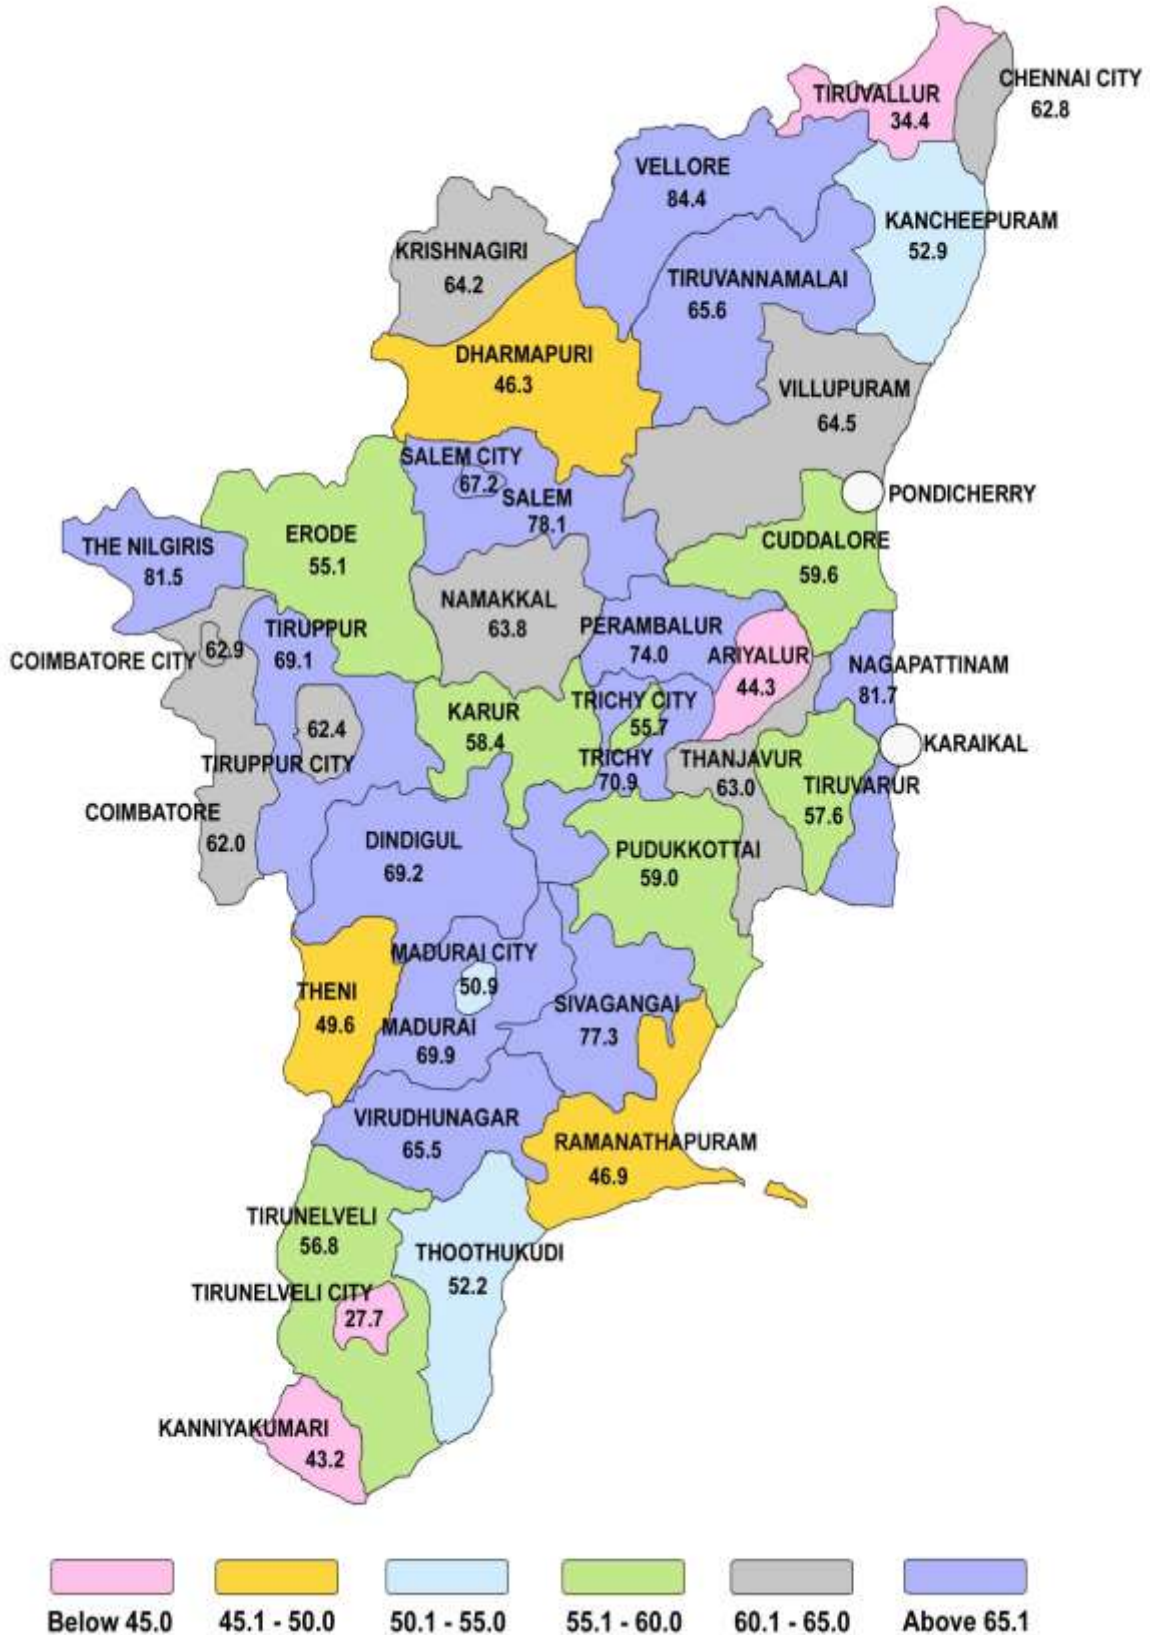 TIRUVALLUR
34.4
CHENNAI CITY
62.8
VELLORE
84.4
KANCHEEPURAM
52.9
KRISHNAGIRI
64.2
TIRUVANNAMALAI
65.6
DHARMAPURI
46.3
VILLUPURAM
64.5
SALEM CITY
67.2
SALEM
78.1
PONDICHERRY
ERODE
55.1
THE NILGIRIS
81.5
CUDDALORE
59.6
NAMAKKAL
63.8
TIRUPPUR
69.1
PERAMBALUR
74.0
COIMBATORE CITY
62.9
ARIYALUR
44.3
NAGAPATTINAM
81.7
KARUR
58.4
TRICHY CITY
55.7
TRICHY
70.9
62.4
TIRUPPUR CITY
THANJAVUR
63.0
KARAIKAL
TIRUVARUR
57.6
COIMBATORE
62.0
DINDIGUL
69.2
PUDUKKOTTAI
59.0
MADURAI CITY
50.9
THENI
49.6
MADURAI
69.9
SIVAGANGAI
77.3
VIRUDHUNAGAR
65.5
RAMANATHAPURAM
46.9
TIRUNELVELI
56.8
THOOTHUKUDI
52.2
TIRUNELVELI CITY
27.7
KANNIYAKUMARI
43.2
Below 45.0 45.1 - 50.0 50.1 - 55.0 55.1 - 60.0 60.1 - 65.0 Above 65.1